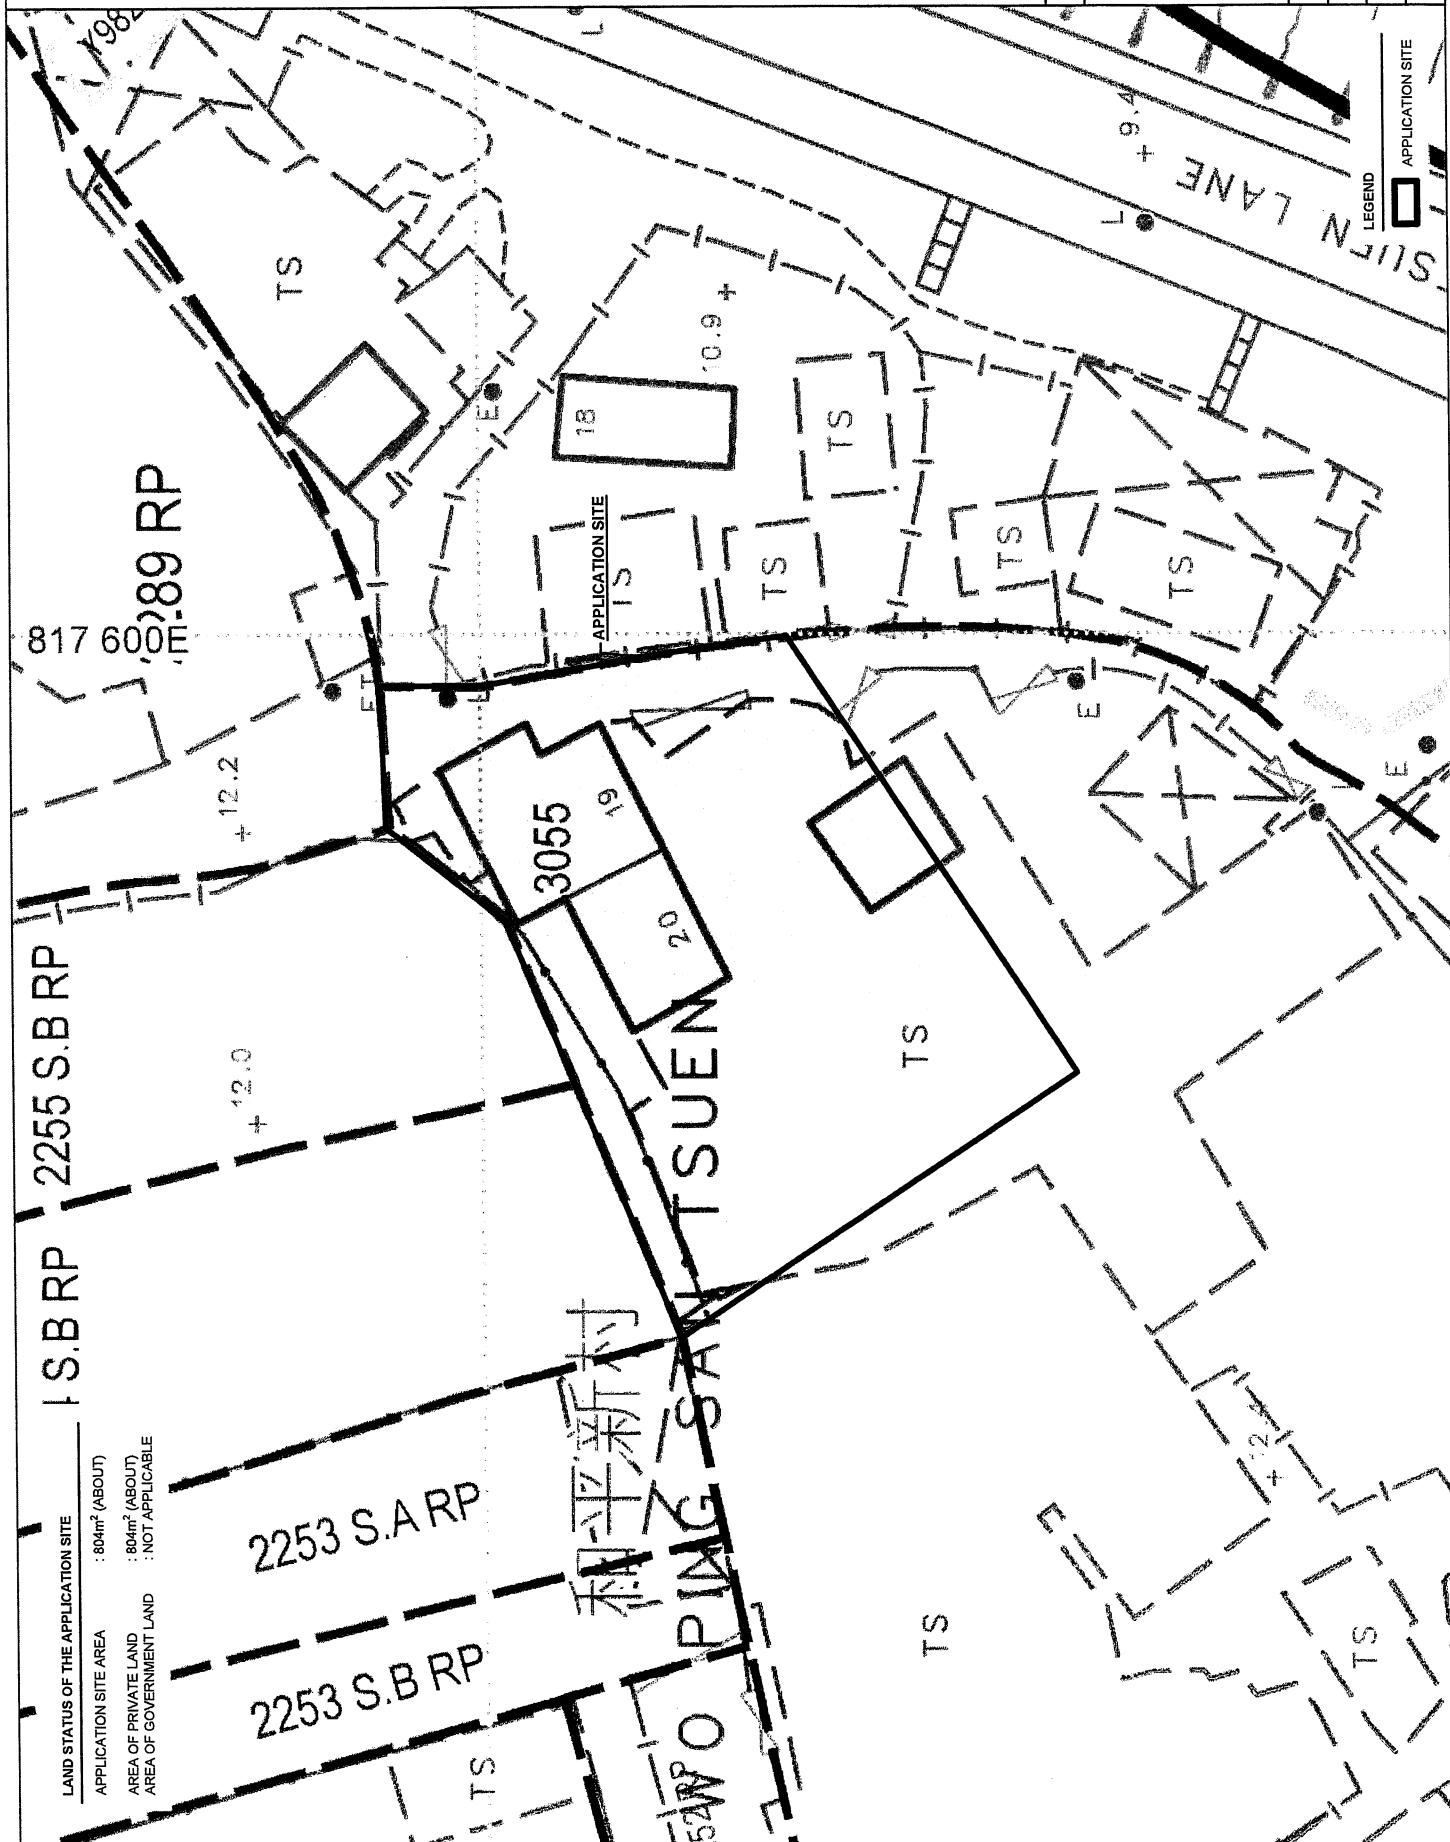 LAND STATUS OF THE APPLICATION SITE
APPLICATION SITE AREA : 804m² (ABOUT)
AREA OF PRIVATE LAND : 804m² (ABOUT)
AREA OF GOVERNMENT LAND : NOT APPLICABLE
S.B RP
2255 S.B RP
817 600E
89 RP
2253 S.A RP
2253 S.B RP
+ 12.0
+ 12.2
TS
TS
E
和平新村
WO PING SAN TSUEN
3055
19
20
18
APPLICATION SITE
TS
10.9 +
TS
TS
TS
TS
TS
TS
TS
E
E
+ 9.4
L
L
SUEN LANE
LEGEND
APPLICATION SITE